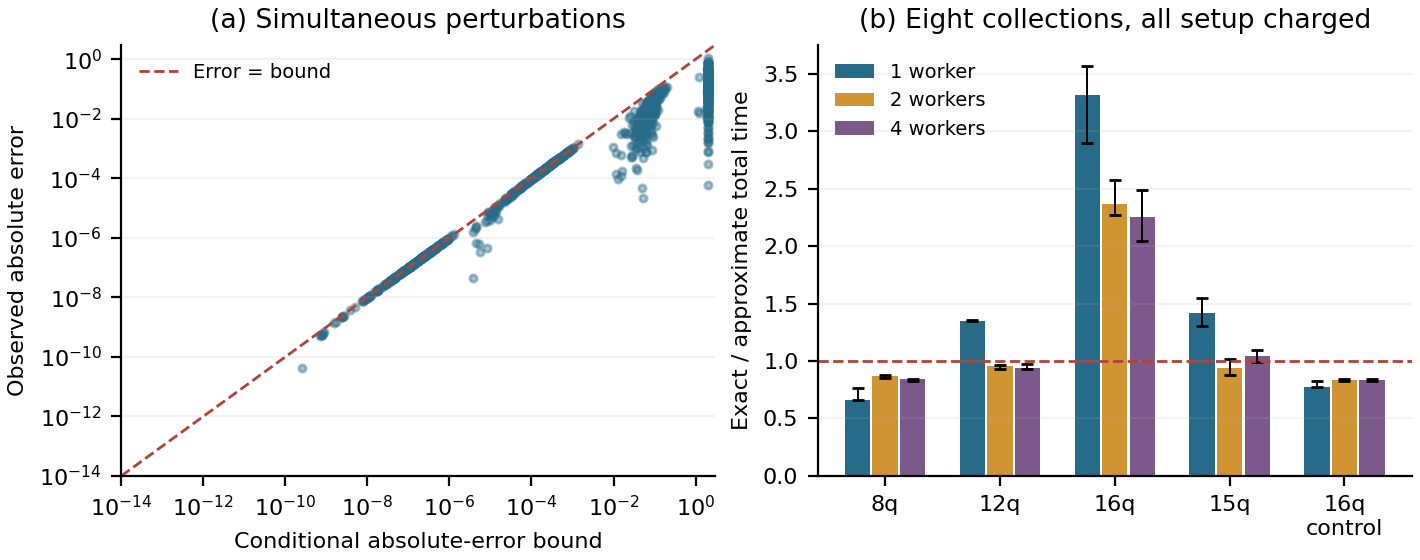 (a) Simultaneous perturbations
Error = bound
Observed absolute error
10⁰
10⁻²
10⁻⁴
10⁻⁶
10⁻⁸
10⁻¹⁰
10⁻¹²
10⁻¹⁴
10⁻¹⁴ 10⁻¹² 10⁻¹⁰ 10⁻⁸ 10⁻⁶ 10⁻⁴ 10⁻² 10⁰
Conditional absolute-error bound
(b) Eight collections, all setup charged
1 worker
2 workers
4 workers
Exact / approximate total time
3.5
3.0
2.5
2.0
1.5
1.0
0.5
0.0
8q 12q 16q 15q 16q
control